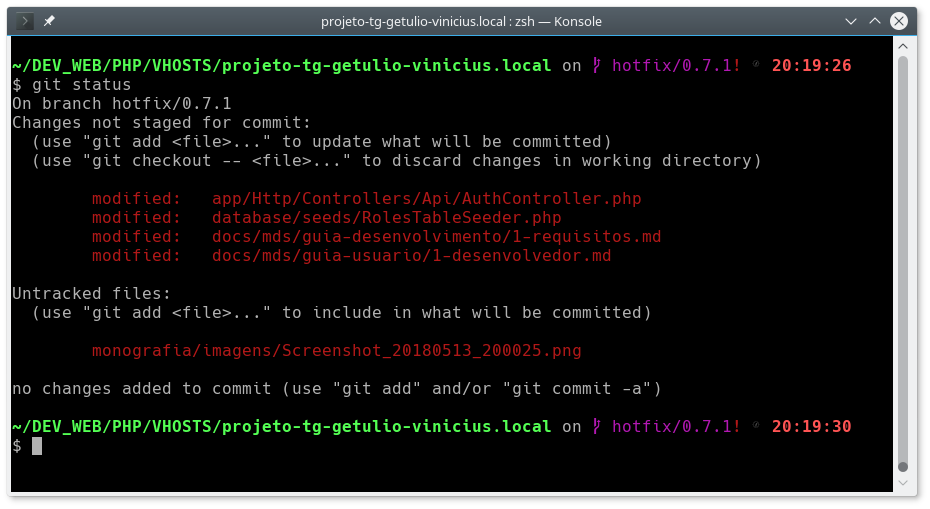 projeto-tg-getulio-vinicius.local : zsh — Konsole
~/DEV_WEB/PHP/VHOSTS/projeto-tg-getulio-vinicius.local on hotfix/0.7.1! 20:19:26
$ git status
On branch hotfix/0.7.1
Changes not staged for commit:
  (use "git add <file>..." to update what will be committed)
  (use "git checkout -- <file>..." to discard changes in working directory)
        modified:   app/Http/Controllers/Api/AuthController.php
        modified:   database/seeds/RolesTableSeeder.php
        modified:   docs/mds/guia-desenvolvimento/1-requisitos.md
        modified:   docs/mds/guia-usuario/1-desenvolvedor.md
Untracked files:
  (use "git add <file>..." to include in what will be committed)
        monografia/imagens/Screenshot_20180513_200025.png
no changes added to commit (use "git add" and/or "git commit -a")
~/DEV_WEB/PHP/VHOSTS/projeto-tg-getulio-vinicius.local on hotfix/0.7.1! 20:19:30
$